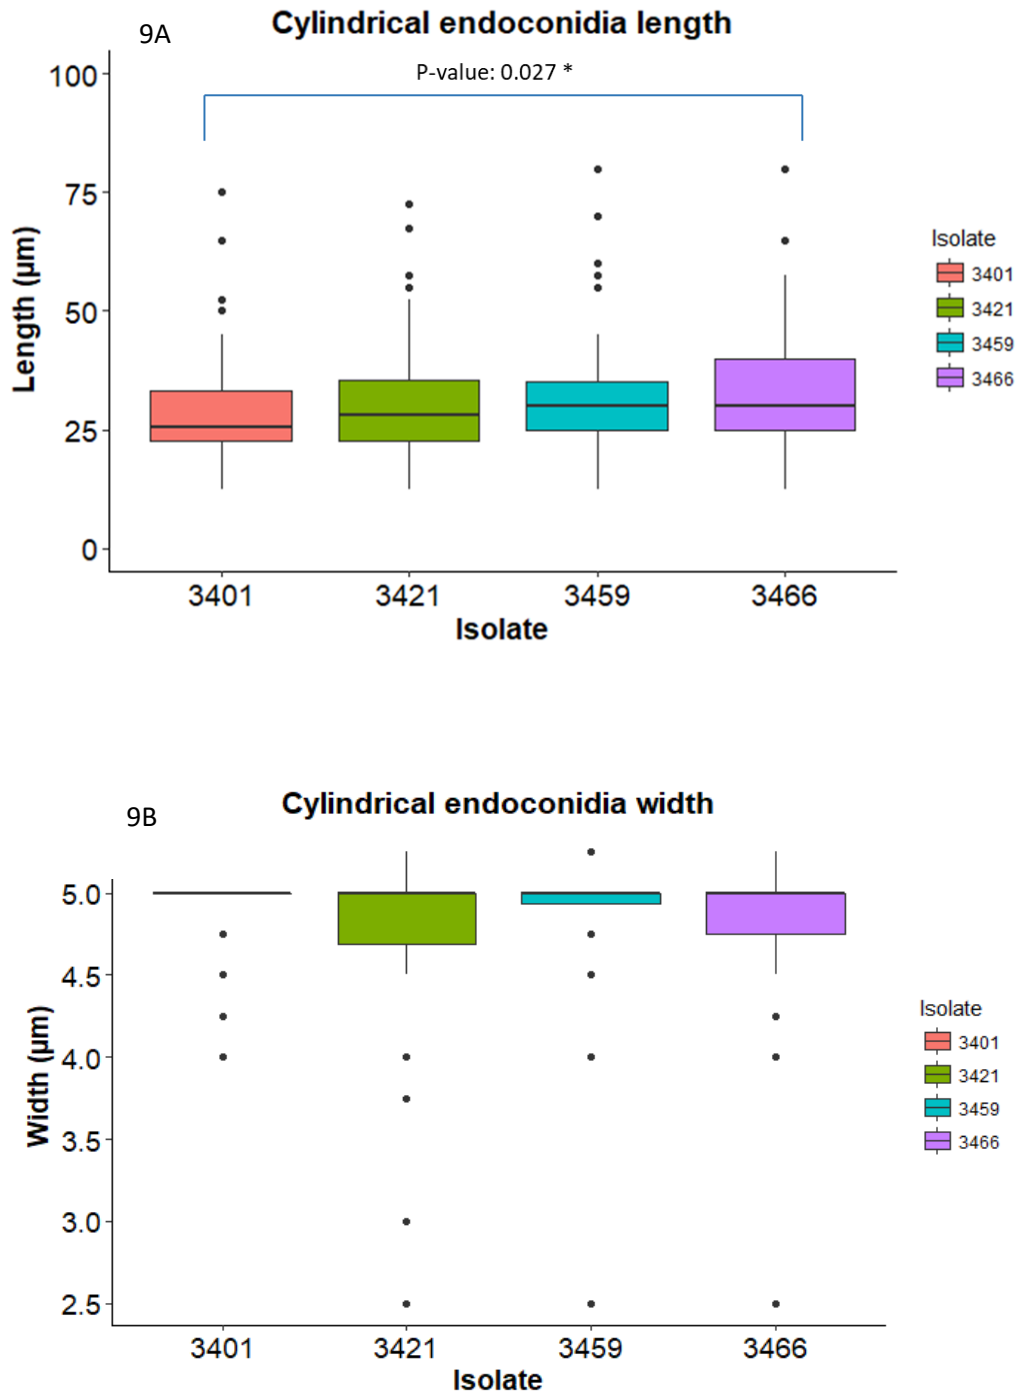 9A
Cylindrical endoconidia length
P-value: 0.027 *
100
75
50
25
0
Length (µm)
3401
3421
3459
3466
Isolate
Isolate
3401
3421
3459
3466
9B
Cylindrical endoconidia width
5.0
4.5
4.0
3.5
3.0
2.5
Width (µm)
3401
3421
3459
3466
Isolate
Isolate
3401
3421
3459
3466